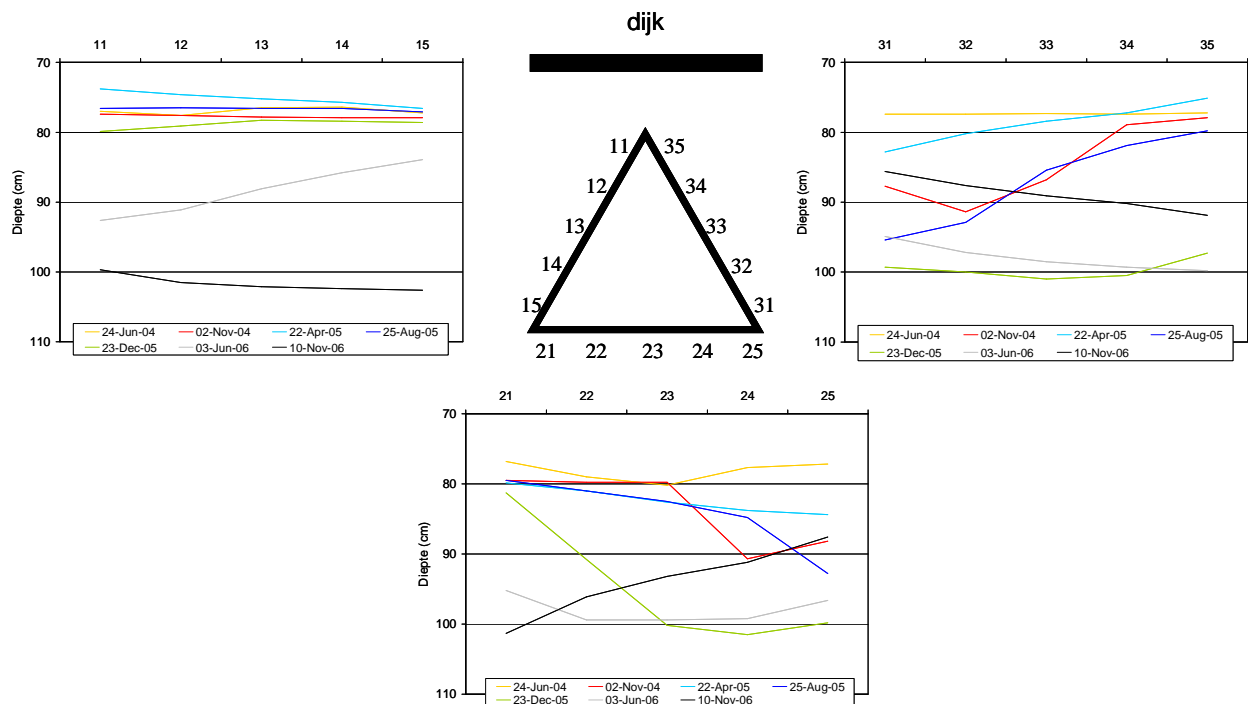 dijk
11 12 13 14 15
Diepte (cm)
70
80
90
100
110
24-Jun-04 02-Nov-04 22-Apr-05 25-Aug-05
23-Dec-05 03-Jun-06 10-Nov-06
11 35
12 34
13 33
14 32
15 31
21 22 23 24 25
31 32 33 34 35
Diepte (cm)
70
80
90
100
110
24-Jun-04 02-Nov-04 22-Apr-05 25-Aug-05
23-Dec-05 03-Jun-06 10-Nov-06
21 22 23 24 25
Diepte (cm)
70
80
90
100
110
24-Jun-04 02-Nov-04 22-Apr-05 25-Aug-05
23-Dec-05 03-Jun-06 10-Nov-06